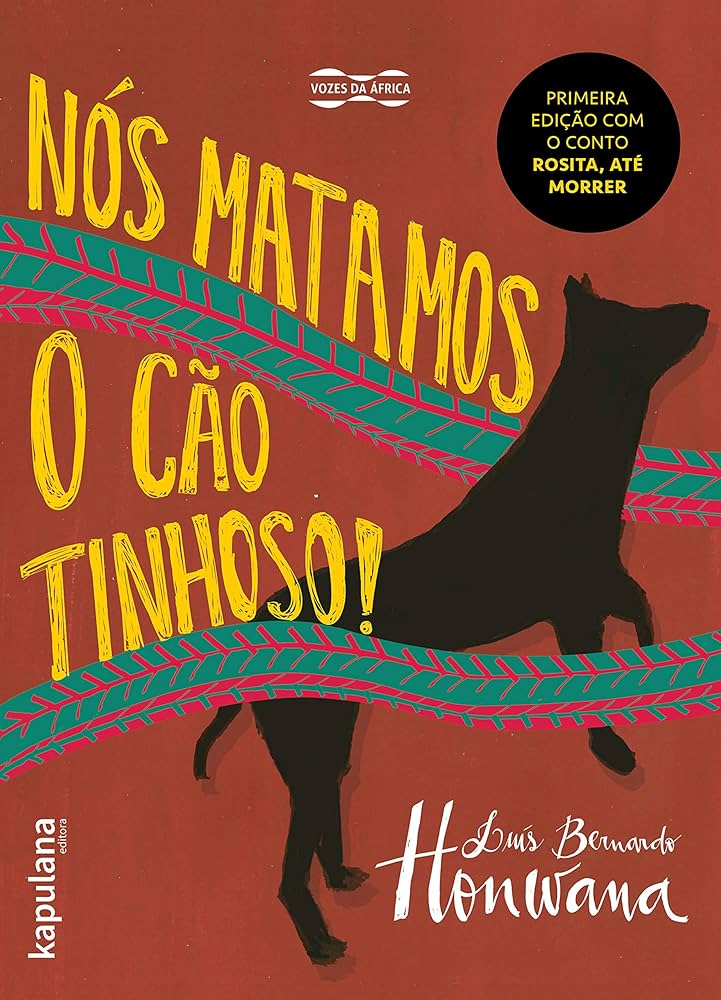 VOZES DA ÁFRICA
PRIMEIRA
EDIÇÃO COM
O CONTO
ROSITA, ATÉ
MORRER
NÓS MATAMOS
O CÃO
TINHOSO!
Luís Bernardo
Honwana
kapulana
editora